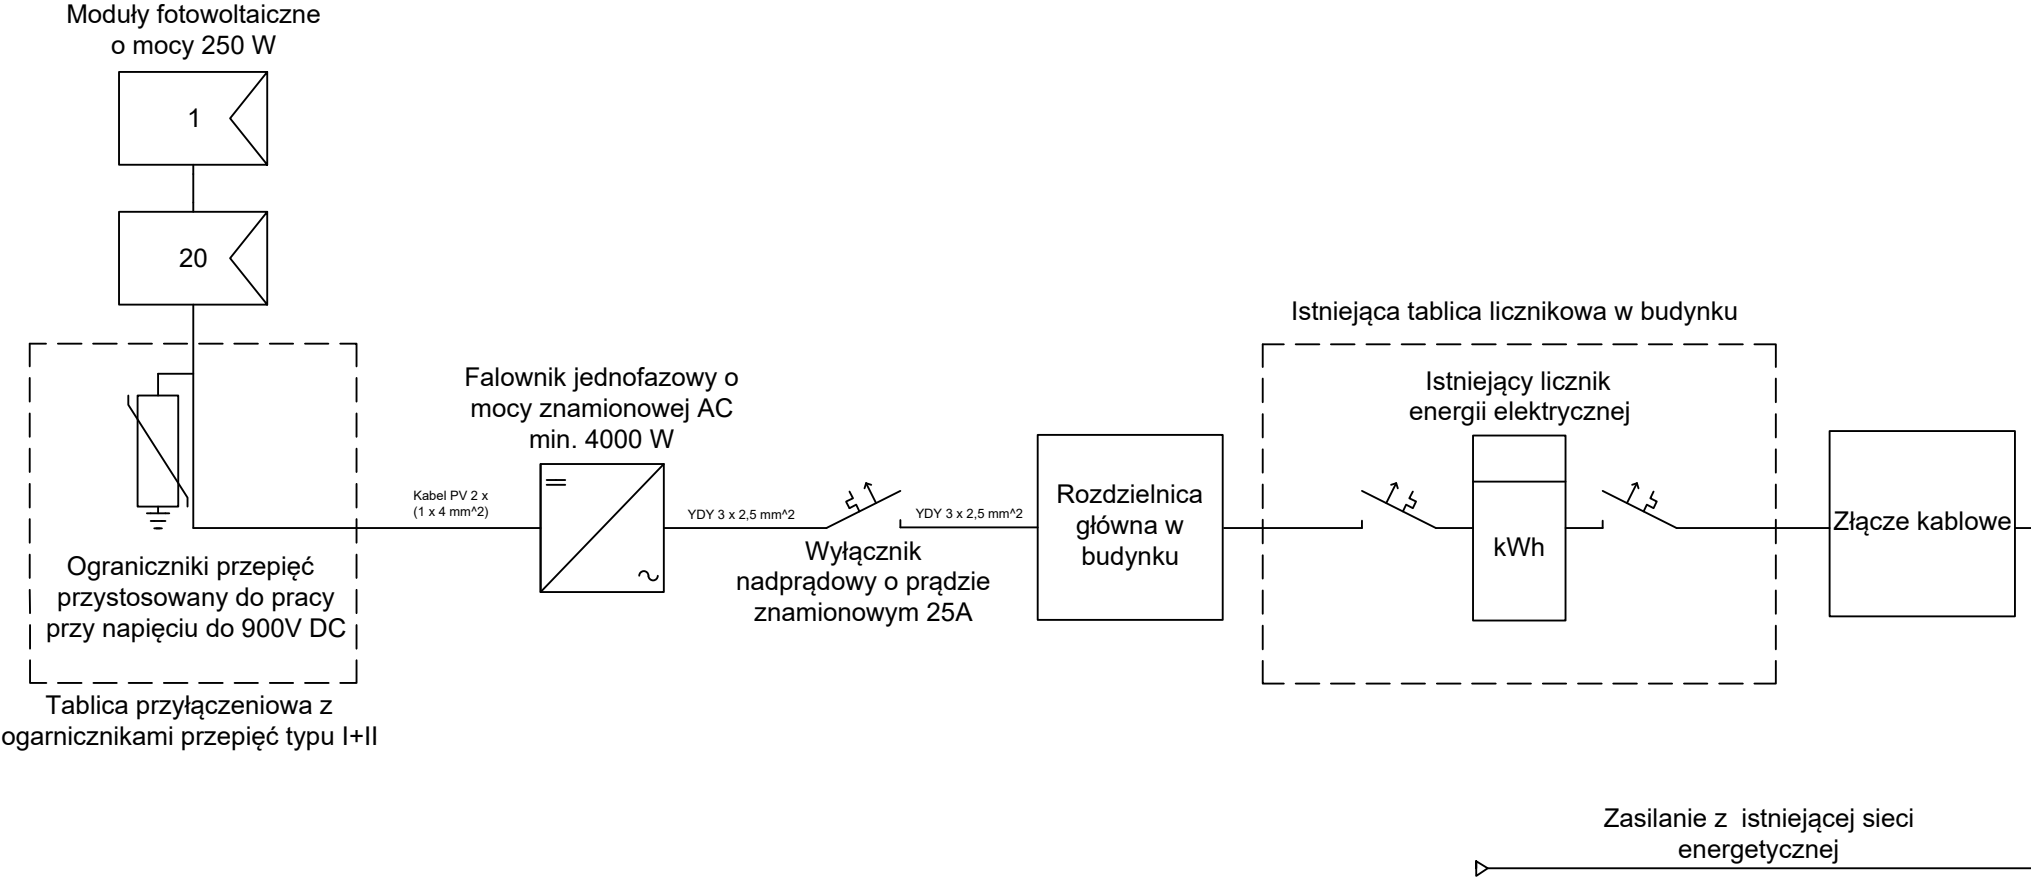 Moduły fotowoltaiczne
o mocy 250 W
1
20
Ograniczniki przepięć
przystosowany do pracy
przy napięciu do 900V DC
Tablica przyłączeniowa z
ogarnicznikami przepięć typu I+II
Kabel PV 2 x
(1 x 4 mm^2)
Falownik jednofazowy o
mocy znamionowej AC
min. 4000 W
YDY 3 x 2,5 mm^2
Wyłącznik
nadprądowy o prądzie
znamionowym 25A
YDY 3 x 2,5 mm^2
Rozdzielnica
główna w
budynku
Istniejąca tablica licznikowa w budynku
Istniejący licznik
energii elektrycznej
kWh
Złącze kablowe
Zasilanie z  istniejącej sieci
energetycznej